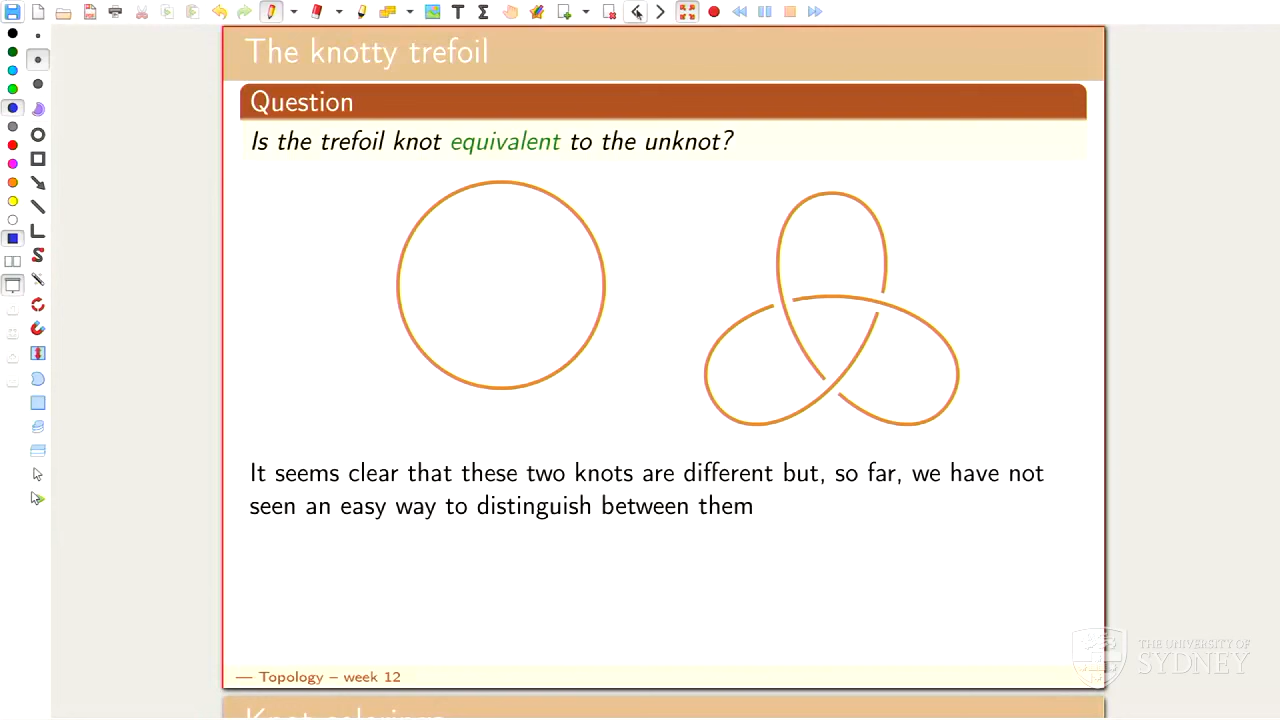 The knotty trefoil
Question
Is the trefoil knot equivalent to the unknot?
It seems clear that these two knots are different but, so far, we have not
seen an easy way to distinguish between them
— Topology – week 12
THE UNIVERSITY OF
SYDNEY
Knot colorings